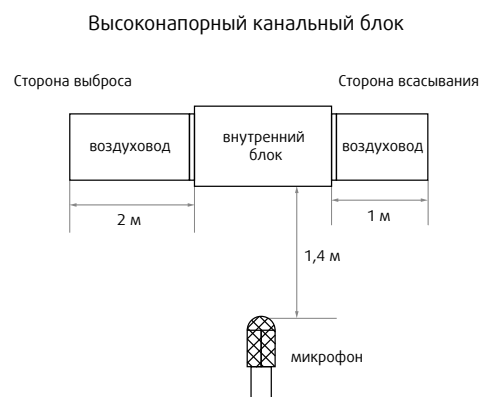 Высоконапорный канальный блок
Сторона выброса
Сторона всасывания
воздуховод
внутренний
блок
воздуховод
2 м
1 м
1,4 м
микрофон